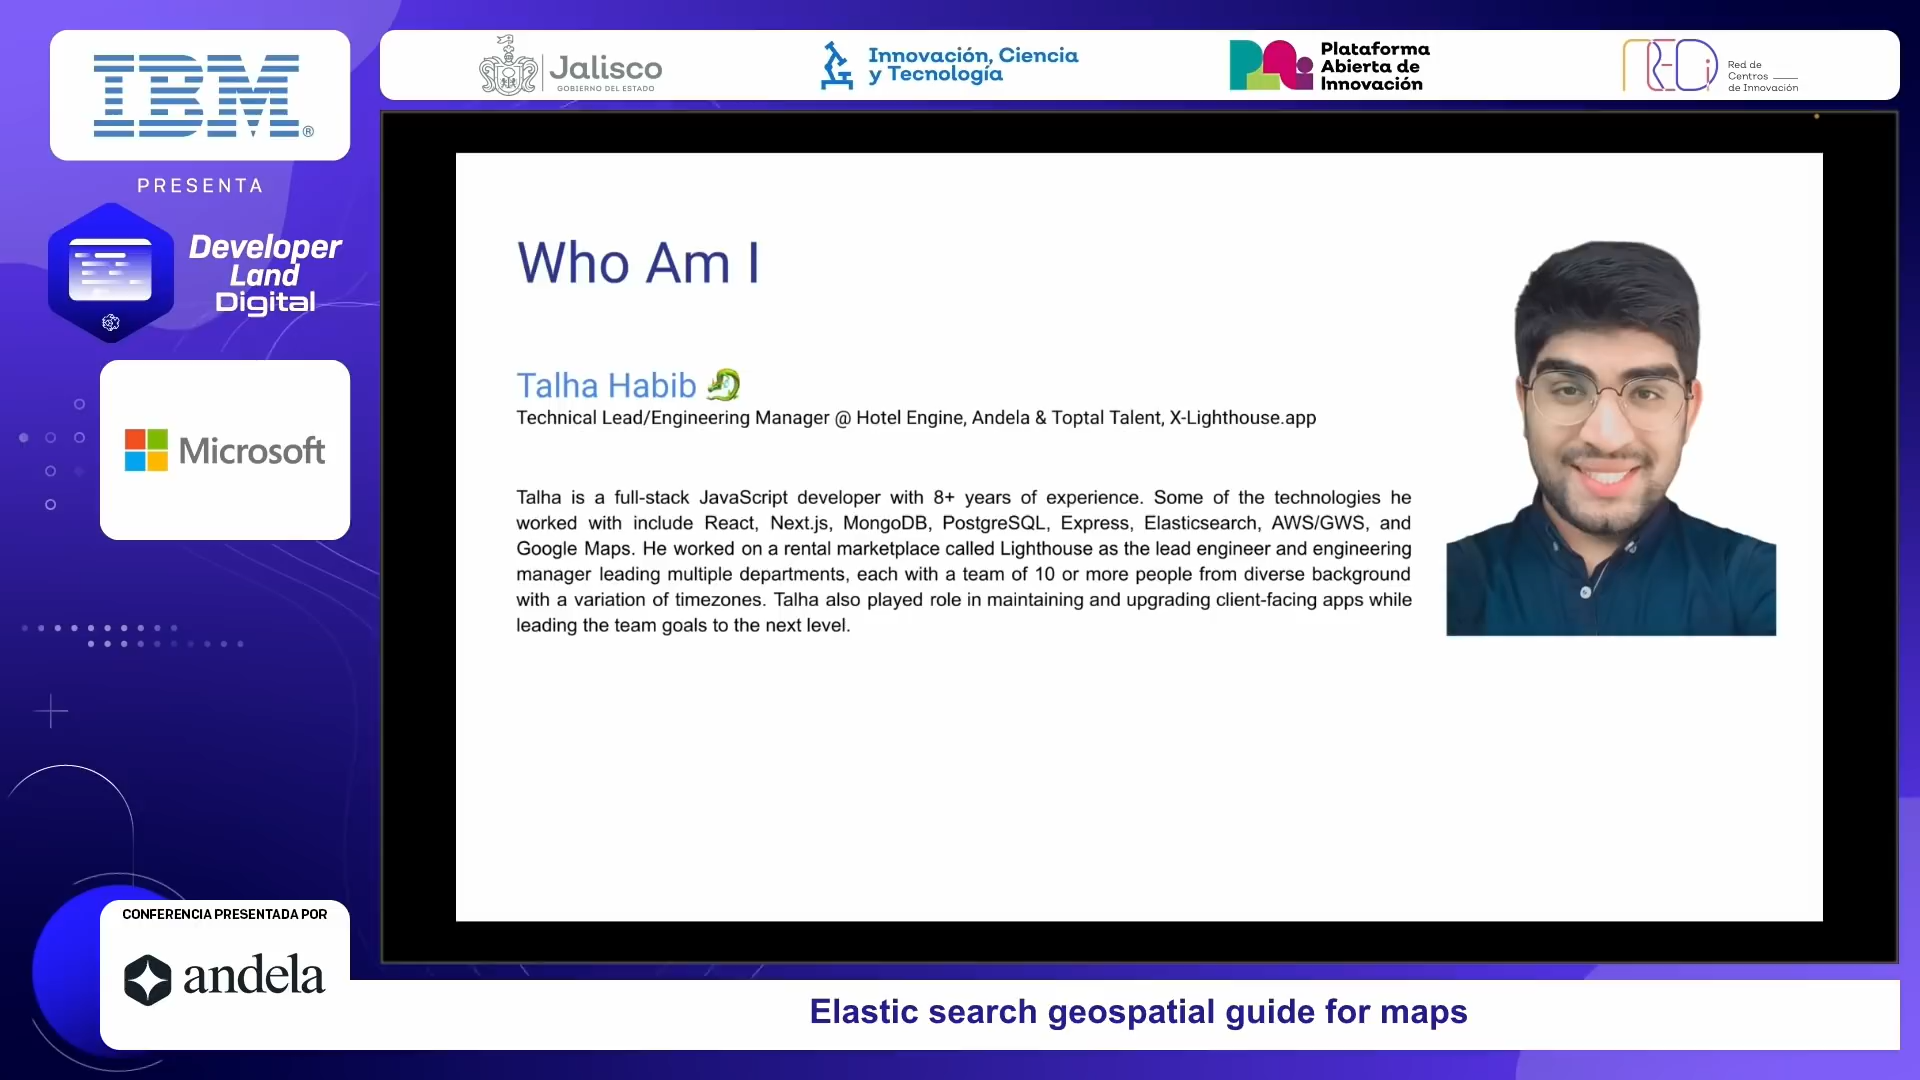 IBM®
PRESENTA
Developer
Land
Digital
Microsoft
CONFERENCIA PRESENTADA POR
andela
Jalisco
GOBIERNO DEL ESTADO
Innovación, Ciencia
y Tecnología
Plataforma
Abierta de
Innovación
REDi
Red de
Centros
de Innovación
Who Am I
Talha Habib
Technical Lead/Engineering Manager @ Hotel Engine, Andela & Toptal Talent, X-Lighthouse.app
Talha is a full-stack JavaScript developer with 8+ years of experience. Some of the technologies he
worked with include React, Next.js, MongoDB, PostgreSQL, Express, Elasticsearch, AWS/GWS, and
Google Maps. He worked on a rental marketplace called Lighthouse as the lead engineer and engineering
manager leading multiple departments, each with a team of 10 or more people from diverse background
with a variation of timezones. Talha also played role in maintaining and upgrading client-facing apps while
leading the team goals to the next level.
Elastic search geospatial guide for maps